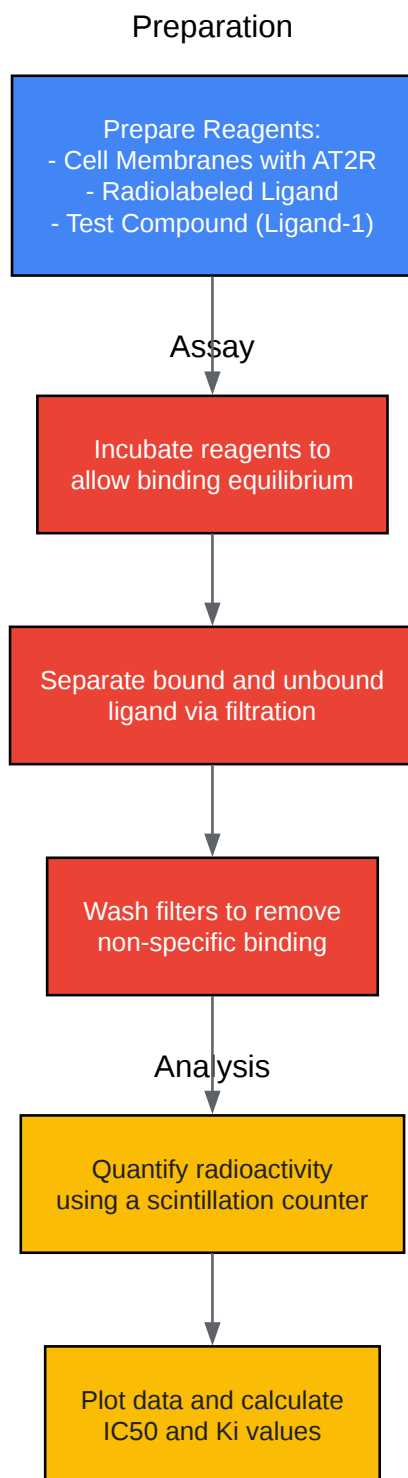 Preparation
Prepare Reagents:
- Cell Membranes with AT2R
- Radiolabeled Ligand
- Test Compound (Ligand-1)
Assay
Incubate reagents to
allow binding equilibrium
Separate bound and unbound
ligand via filtration
Wash filters to remove
non-specific binding
Analysis
Quantify radioactivity
using a scintillation counter
Plot data and calculate
IC50 and Ki values